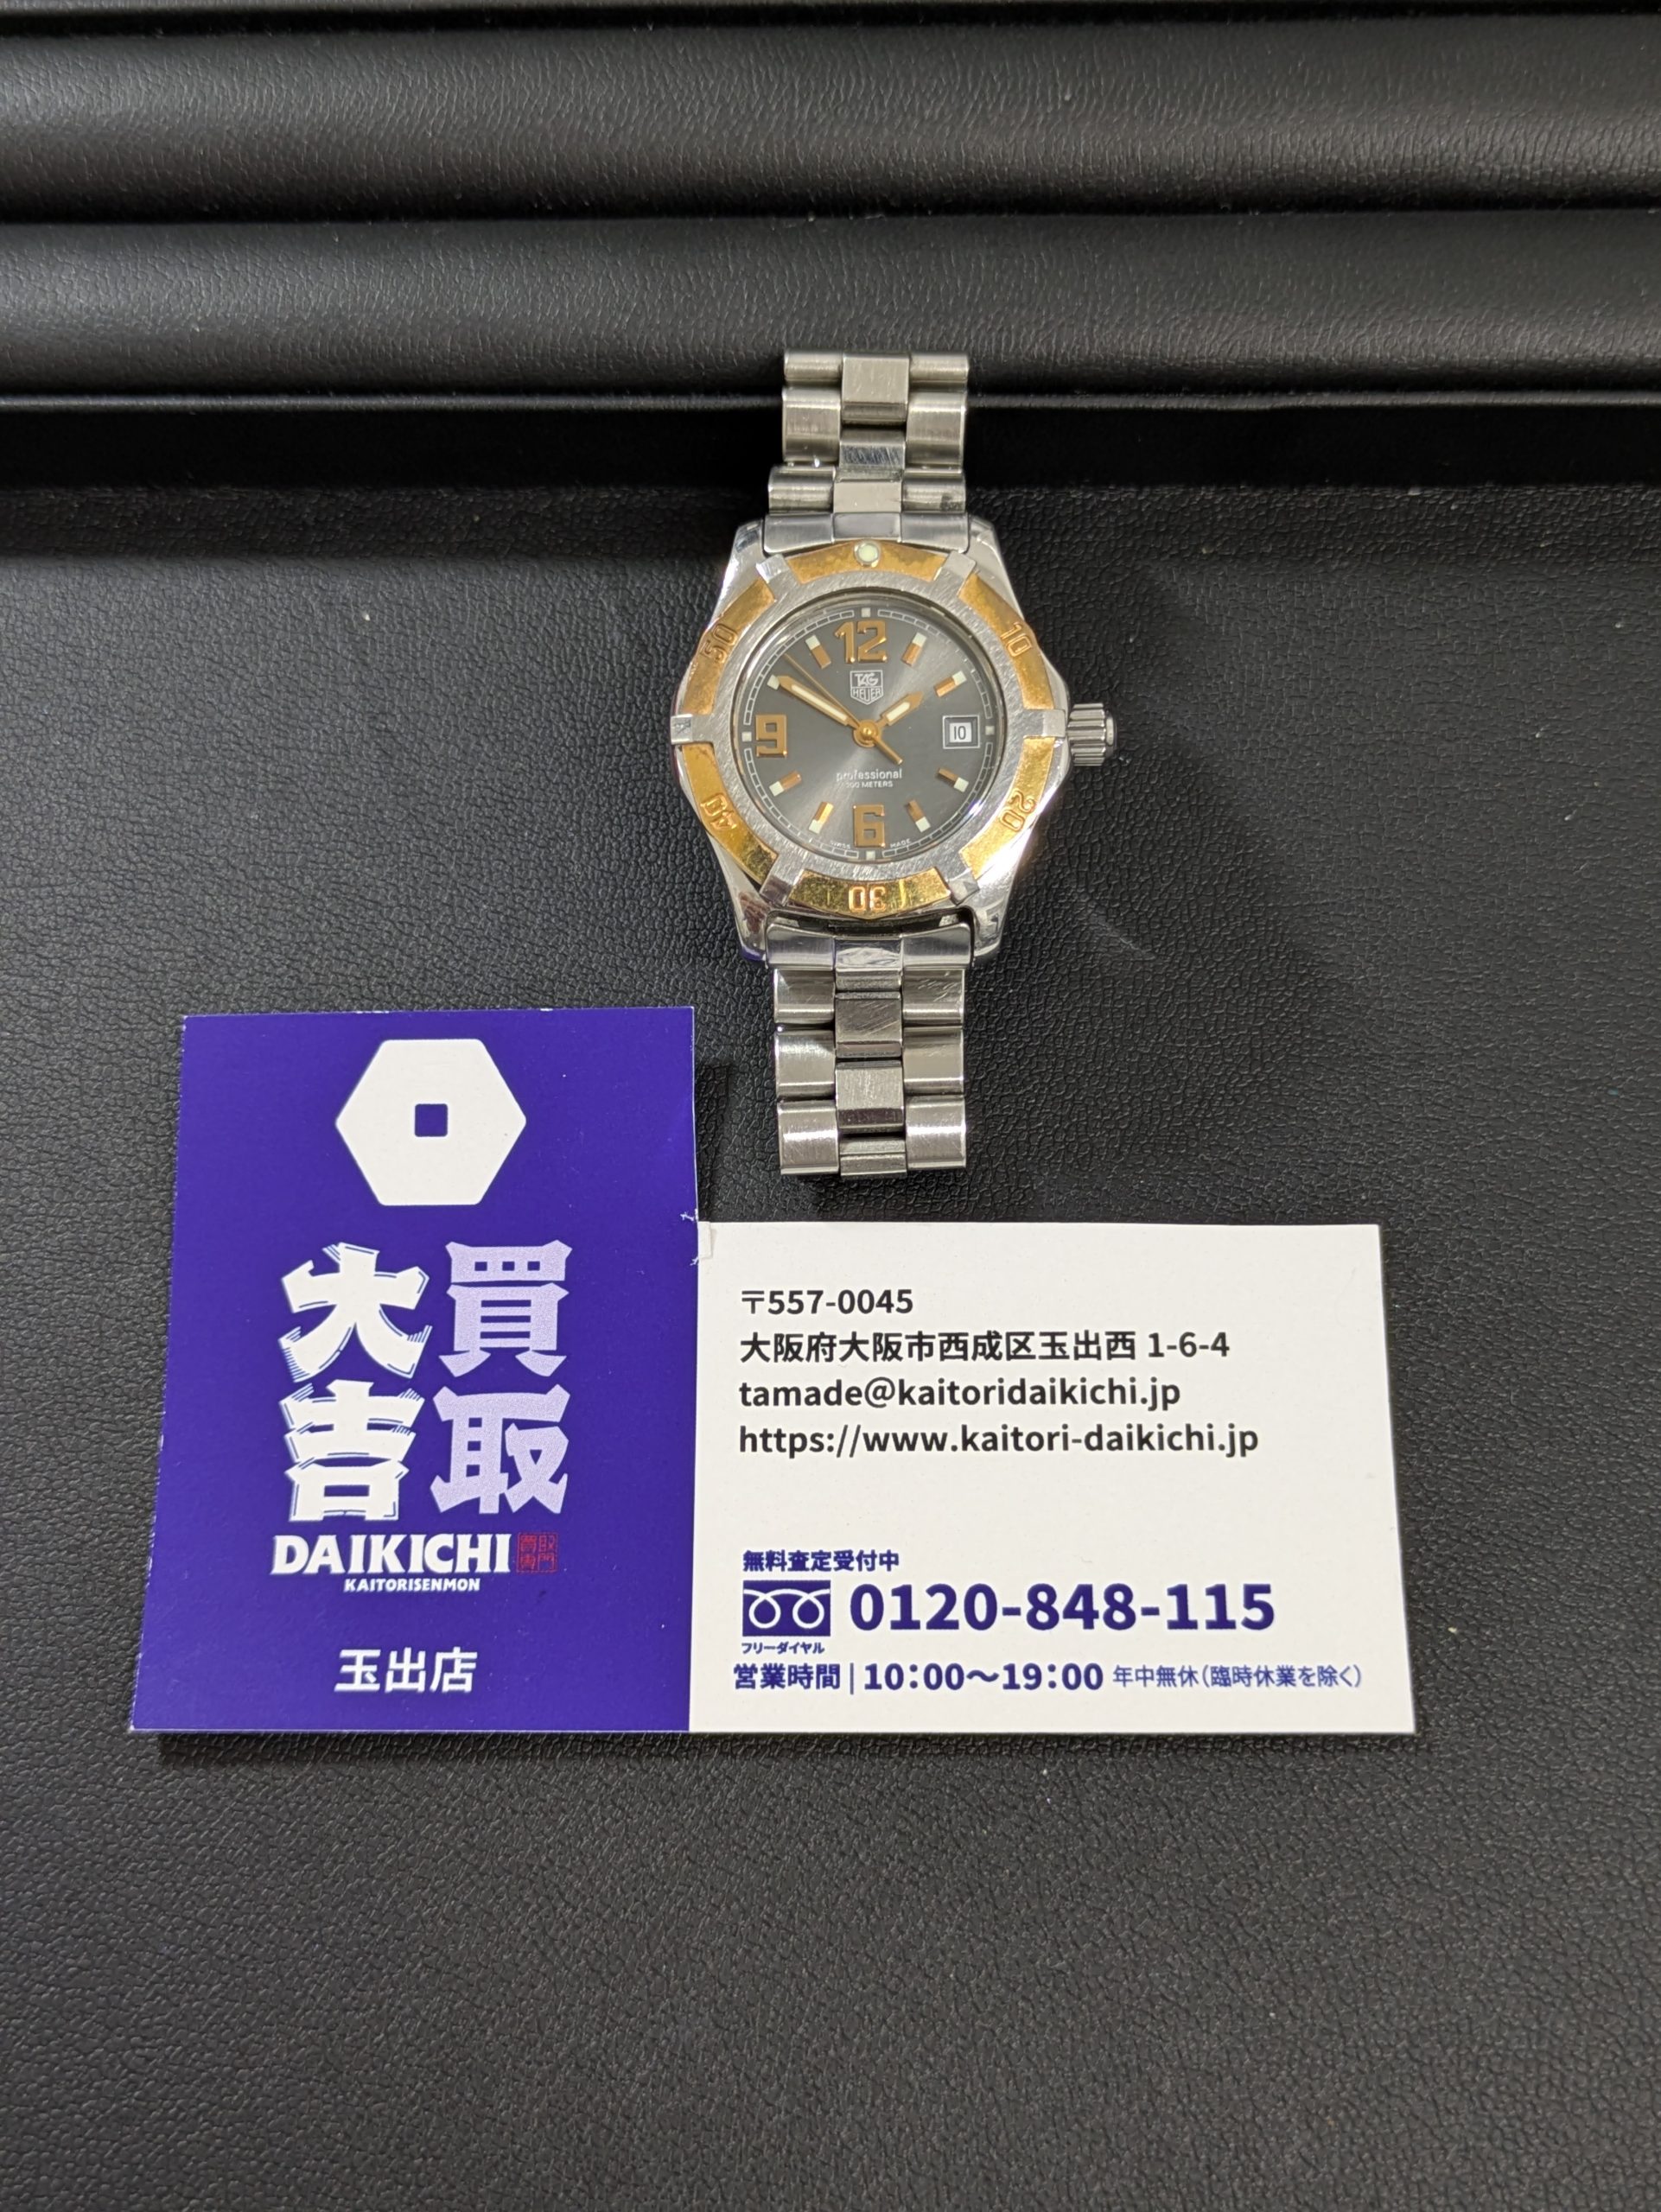 12
TAG
HEUER
9
10
professional
200 METERS
6
SWISS MADE
10
20
30
40
50
買取
大吉
DAIKICHI
KAITORISENMON
玉出店
〒557-0045
大阪府大阪市西成区玉出西 1-6-4
tamade@kaitoridaikichi.jp
https://www.kaitori-daikichi.jp
無料査定受付中
フリーダイヤル
0120-848-115
営業時間 | 10:00〜19:00 年中無休(臨時休業を除く)